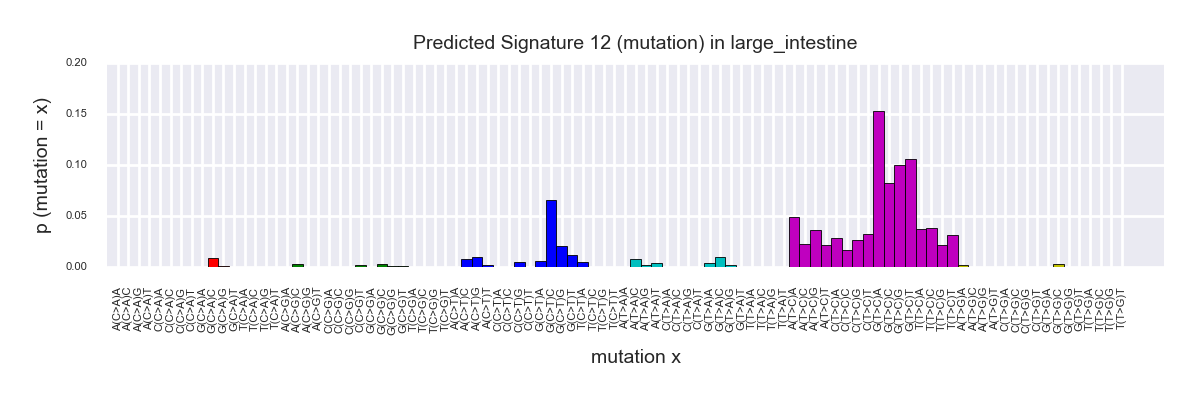 Predicted Signature 12 (mutation) in large_intestine
p (mutation = x)
0.20
0.15
0.10
0.05
0.00
A(C>A)A
A(C>A)C
A(C>A)G
A(C>A)T
C(C>A)A
C(C>A)C
C(C>A)G
C(C>A)T
G(C>A)A
G(C>A)C
G(C>A)G
G(C>A)T
T(C>A)A
T(C>A)C
T(C>A)G
T(C>A)T
A(C>G)A
A(C>G)C
A(C>G)G
A(C>G)T
C(C>G)A
C(C>G)C
C(C>G)G
C(C>G)T
G(C>G)A
G(C>G)C
G(C>G)G
G(C>G)T
T(C>G)A
T(C>G)C
T(C>G)G
T(C>G)T
A(C>T)A
A(C>T)C
A(C>T)G
A(C>T)T
C(C>T)A
C(C>T)C
C(C>T)G
C(C>T)T
G(C>T)A
G(C>T)C
G(C>T)G
G(C>T)T
T(C>T)A
T(C>T)C
T(C>T)G
T(C>T)T
A(T>A)A
A(T>A)C
A(T>A)G
A(T>A)T
C(T>A)A
C(T>A)C
C(T>A)G
C(T>A)T
G(T>A)A
G(T>A)C
G(T>A)G
G(T>A)T
T(T>A)A
T(T>A)C
T(T>A)G
T(T>A)T
A(T>C)A
A(T>C)C
A(T>C)G
A(T>C)T
C(T>C)A
C(T>C)C
C(T>C)G
C(T>C)T
G(T>C)A
G(T>C)C
G(T>C)G
G(T>C)T
T(T>C)A
T(T>C)C
T(T>C)G
T(T>C)T
A(T>G)A
A(T>G)C
A(T>G)G
A(T>G)T
C(T>G)A
C(T>G)C
C(T>G)G
C(T>G)T
G(T>G)A
G(T>G)C
G(T>G)G
G(T>G)T
T(T>G)A
T(T>G)C
T(T>G)G
T(T>G)T
mutation x